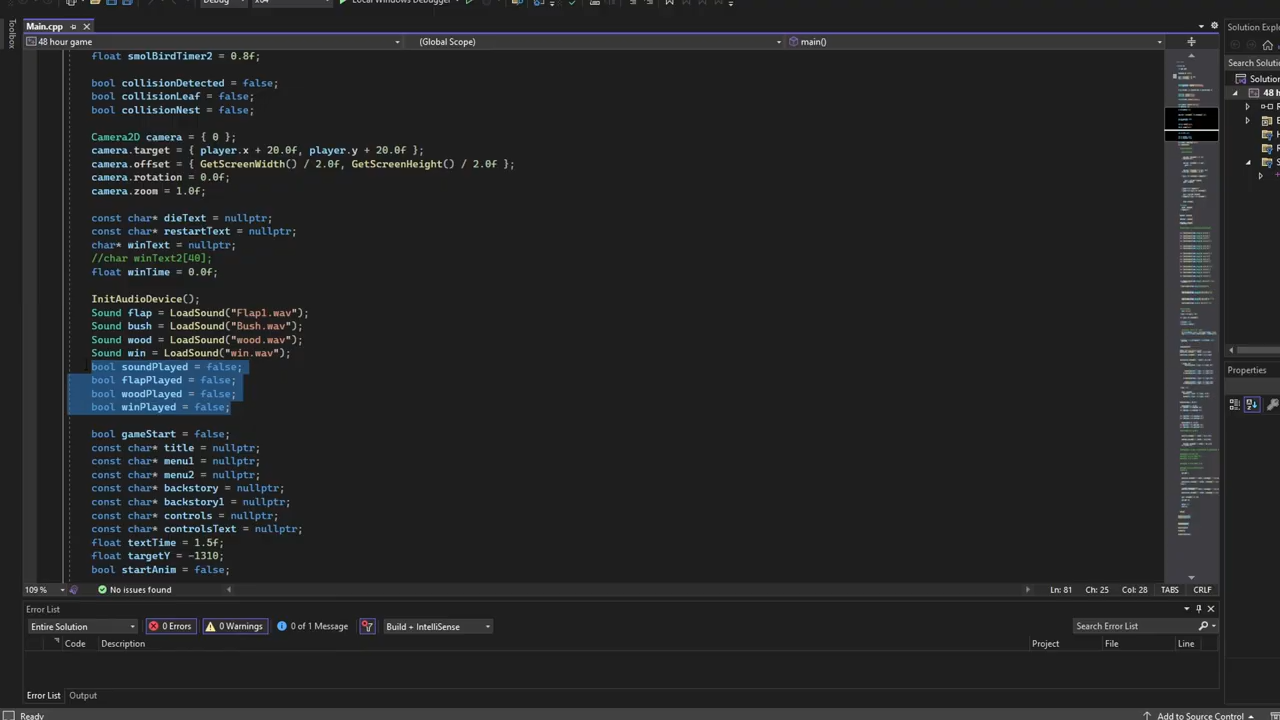 Debug
x64
Local Windows Debugger
Toolbox
Main.cpp
48 hour game
(Global Scope)
main()
float smolBirdTimer2 = 0.8f;
bool collisionDetected = false;
bool collisionLeaf = false;
bool collisionNest = false;
Camera2D camera = { 0 };
camera.target = { player.x + 20.0f, player.y + 20.0f };
camera.offset = { GetScreenWidth() / 2.0f, GetScreenHeight() / 2.0f };
camera.rotation = 0.0f;
camera.zoom = 1.0f;
const char* dieText = nullptr;
const char* restartText = nullptr;
char* winText = nullptr;
//char winText2[40];
float winTime = 0.0f;
InitAudioDevice();
Sound flap = LoadSound("Flap1.wav");
Sound bush = LoadSound("Bush.wav");
Sound wood = LoadSound("wood.wav");
Sound win = LoadSound("win.wav");
bool soundPlayed = false;
bool flapPlayed = false;
bool woodPlayed = false;
bool winPlayed = false;
bool gameStart = false;
const char* title = nullptr;
const char* menu1 = nullptr;
const char* menu2 = nullptr;
const char* backstory = nullptr;
const char* backstory1 = nullptr;
const char* controls = nullptr;
const char* controlsText = nullptr;
float textTime = 1.5f;
float targetY = -1310;
bool startAnim = false;
109 %
No issues found
Ln: 81
Ch: 25
Col: 28
TABS
CRLF
Error List
Entire Solution
0 Errors
0 Warnings
0 of 1 Message
Build + IntelliSense
Search Error List
Code
Description
Project
File
Line
Error List
Output
Ready
Add to Source Control
Solution Explo
Search Solutio
Solution
48 h
Properties